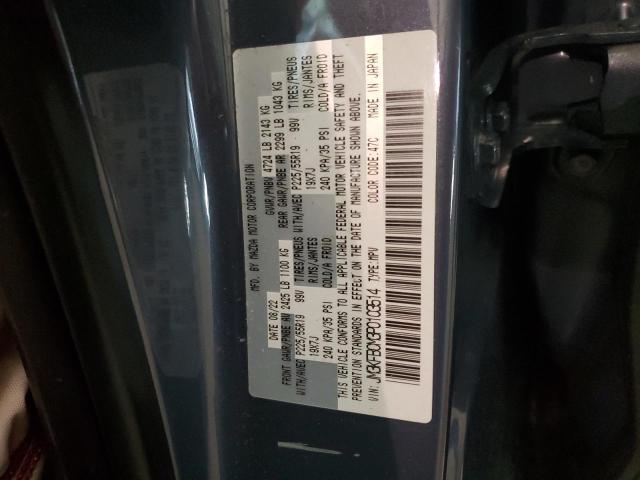 MFD. BY MAZDA MOTOR CORPORATION
DATE 08/22 GVWR/PNBV 4724 LB 2143 KG
FRONT GAWR/PNBE AV 2425 LB 1100 KG REAR GAWR/PNBE AR 2299 LB 1043 KG
WITH/AVEC P225/55R19 99V TIRES/PNEUS WITH/AVEC P225/55R19 99V TIRES/PNEUS
19X7J RIMS/JANTES 19X7J RIMS/JANTES
240 KPA/35 PSI COLD/A FROID 240 KPA/35 PSI COLD/A FROID
THIS VEHICLE CONFORMS TO ALL APPLICABLE FEDERAL MOTOR VEHICLE SAFETY AND THEFT
PREVENTION STANDARDS IN EFFECT ON THE DATE OF MANUFACTURE SHOWN ABOVE.
VIN: TYPE:MPV COLOR CODE:47C MADE IN JAPAN